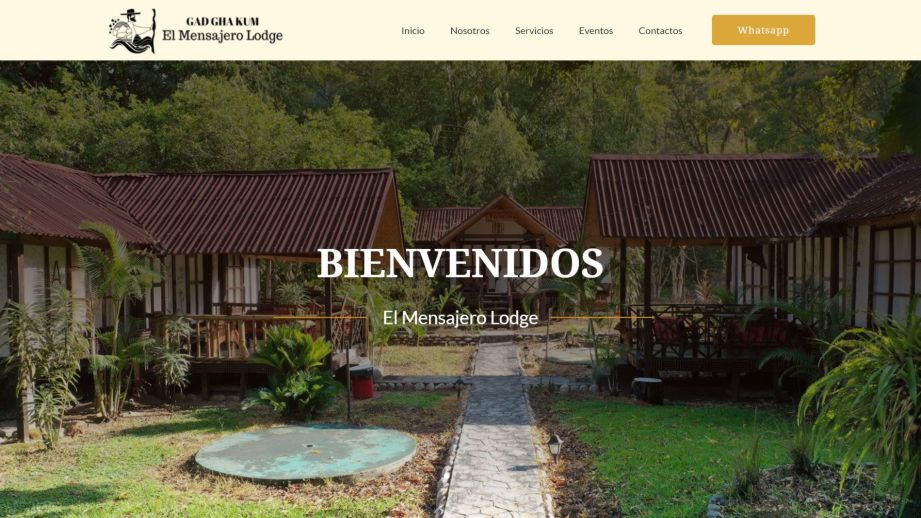 GAD GHA KUM
El Mensajero Lodge
Inicio
Nosotros
Servicios
Eventos
Contactos
Whatsapp
BIENVENIDOS
El Mensajero Lodge